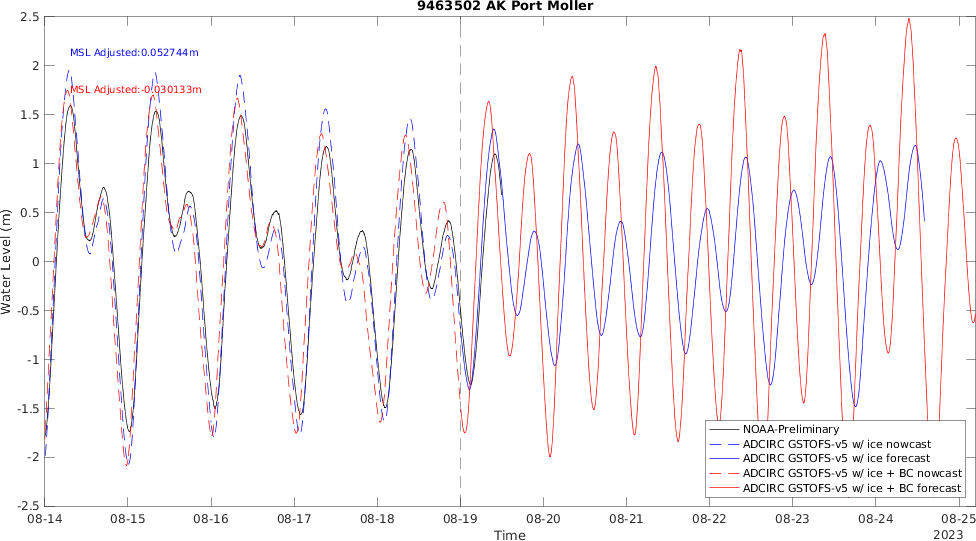 9463502 AK Port Moller
2.5
MSL Adjusted:0.052744m
2
MSL Adjusted:-0.030133m
1.5
1
0.5
0
-0.5
-1
-1.5
-2
-2.5
Water Level (m)
NOAA-Preliminary
ADCIRC GSTOFS-v5 w/ ice nowcast
ADCIRC GSTOFS-v5 w/ ice forecast
ADCIRC GSTOFS-v5 w/ ice + BC nowcast
ADCIRC GSTOFS-v5 w/ ice + BC forecast
08-14 08-15 08-16 08-17 08-18 08-19 08-20 08-21 08-22 08-23 08-24 08-25
Time
2023